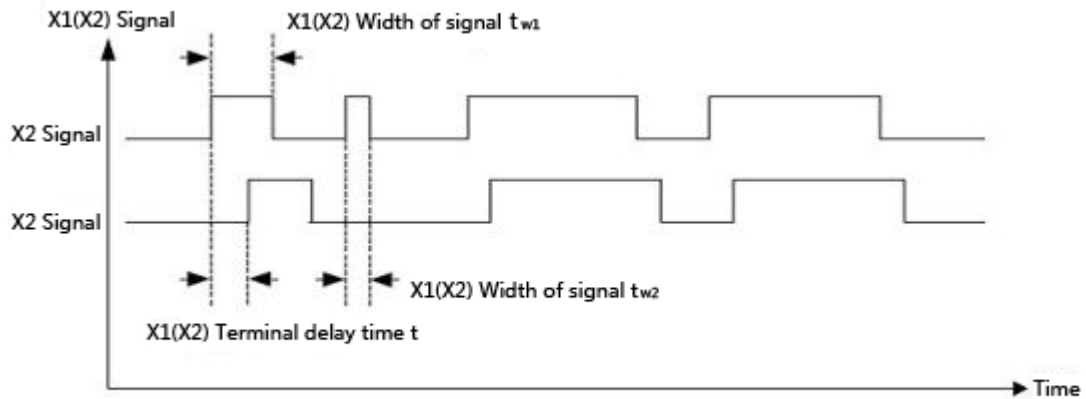 X1(X2) Signal
X1(X2) Width of signal tw1
X2 Signal
X2 Signal
X1(X2) Width of signal tw2
X1(X2) Terminal delay time t
Time